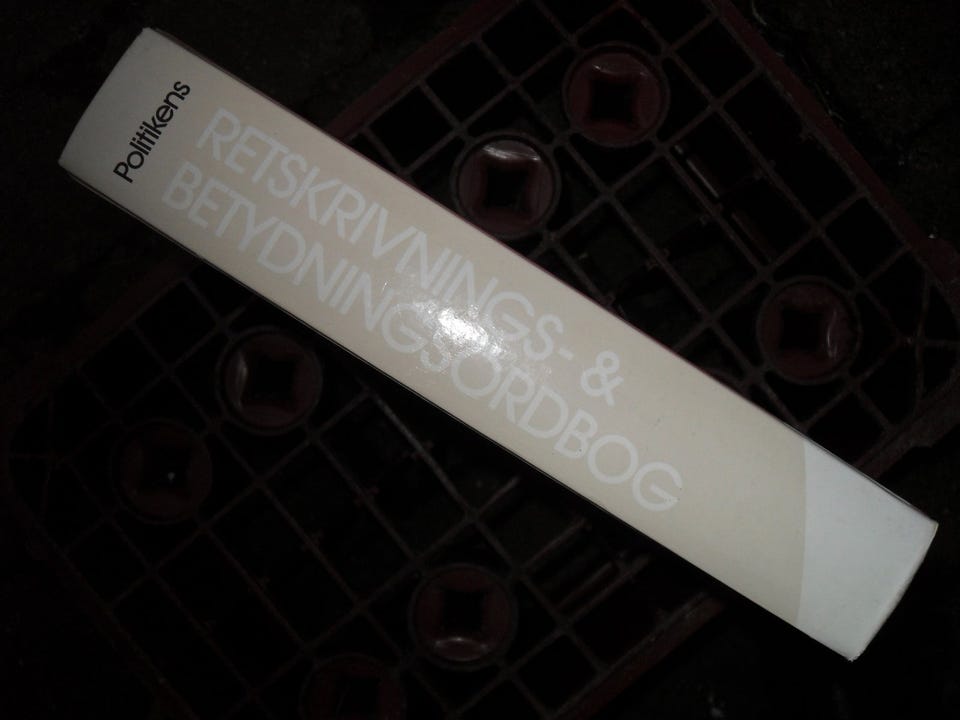 Politikens
RETSKRIVNINGS- &
BETYDNINGSORDBOG